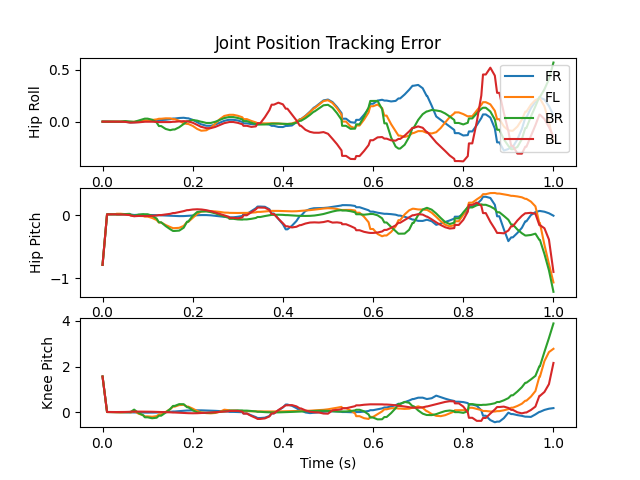 Joint Position Tracking Error
Hip Roll
0.5
0.0
FR
FL
BR
BL
0.0 0.2 0.4 0.6 0.8 1.0
Hip Pitch
0
−1
0.0 0.2 0.4 0.6 0.8 1.0
Knee Pitch
4
2
0
0.0 0.2 0.4 0.6 0.8 1.0
Time (s)